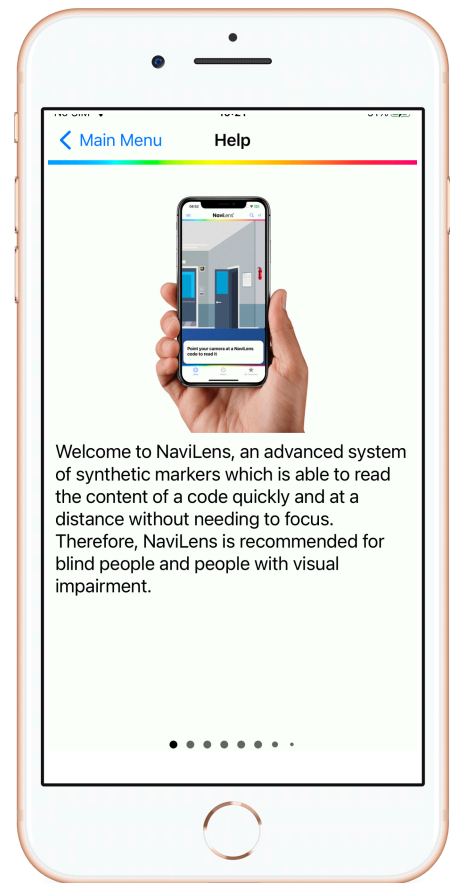 No SIM
Main Menu
Help
NaviLens
Point your camera at a NaviLens
code to read it
Welcome to NaviLens, an advanced system
of synthetic markers which is able to read
the content of a code quickly and at a
distance without needing to focus.
Therefore, NaviLens is recommended for
blind people and people with visual
impairment.